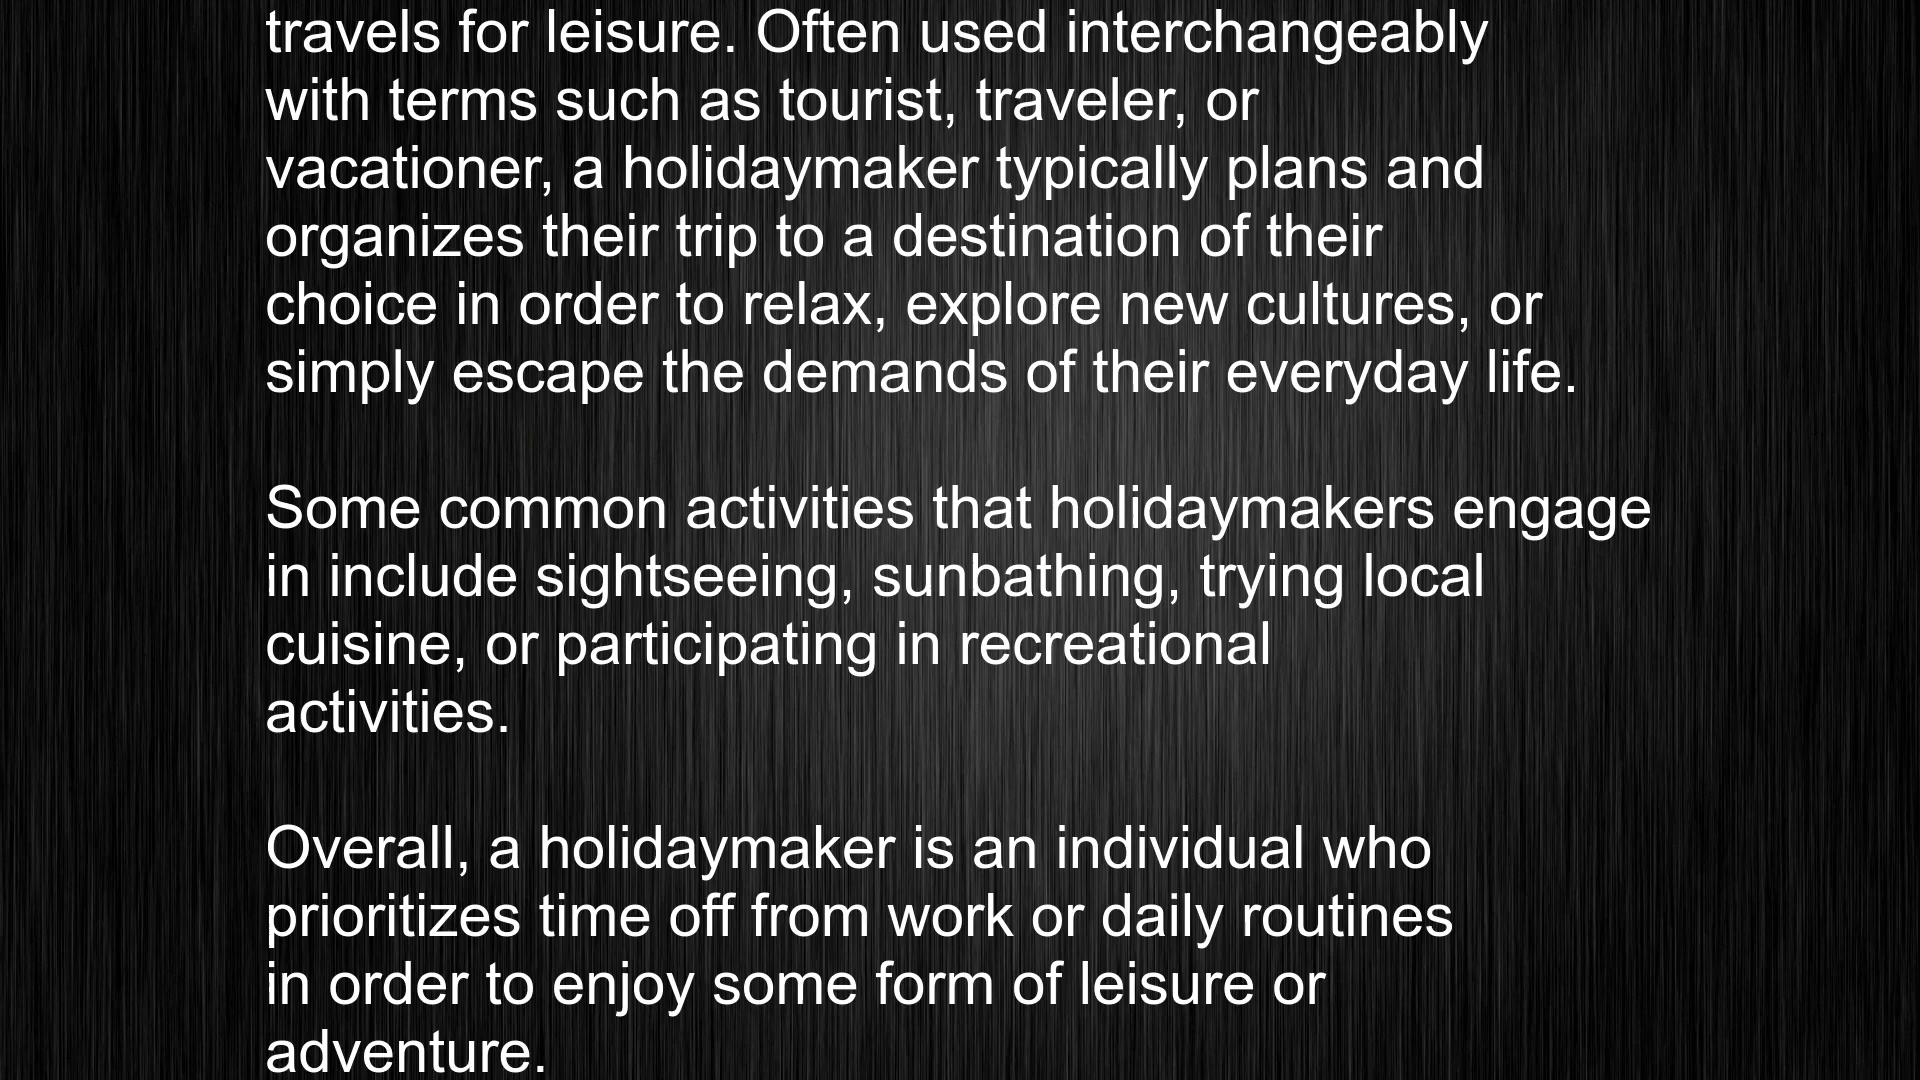 travels for leisure. Often used interchangeably
with terms such as tourist, traveler, or
vacationer, a holidaymaker typically plans and
organizes their trip to a destination of their
choice in order to relax, explore new cultures, or
simply escape the demands of their everyday life.
Some common activities that holidaymakers engage
in include sightseeing, sunbathing, trying local
cuisine, or participating in recreational
activities.
Overall, a holidaymaker is an individual who
prioritizes time off from work or daily routines
in order to enjoy some form of leisure or
adventure.